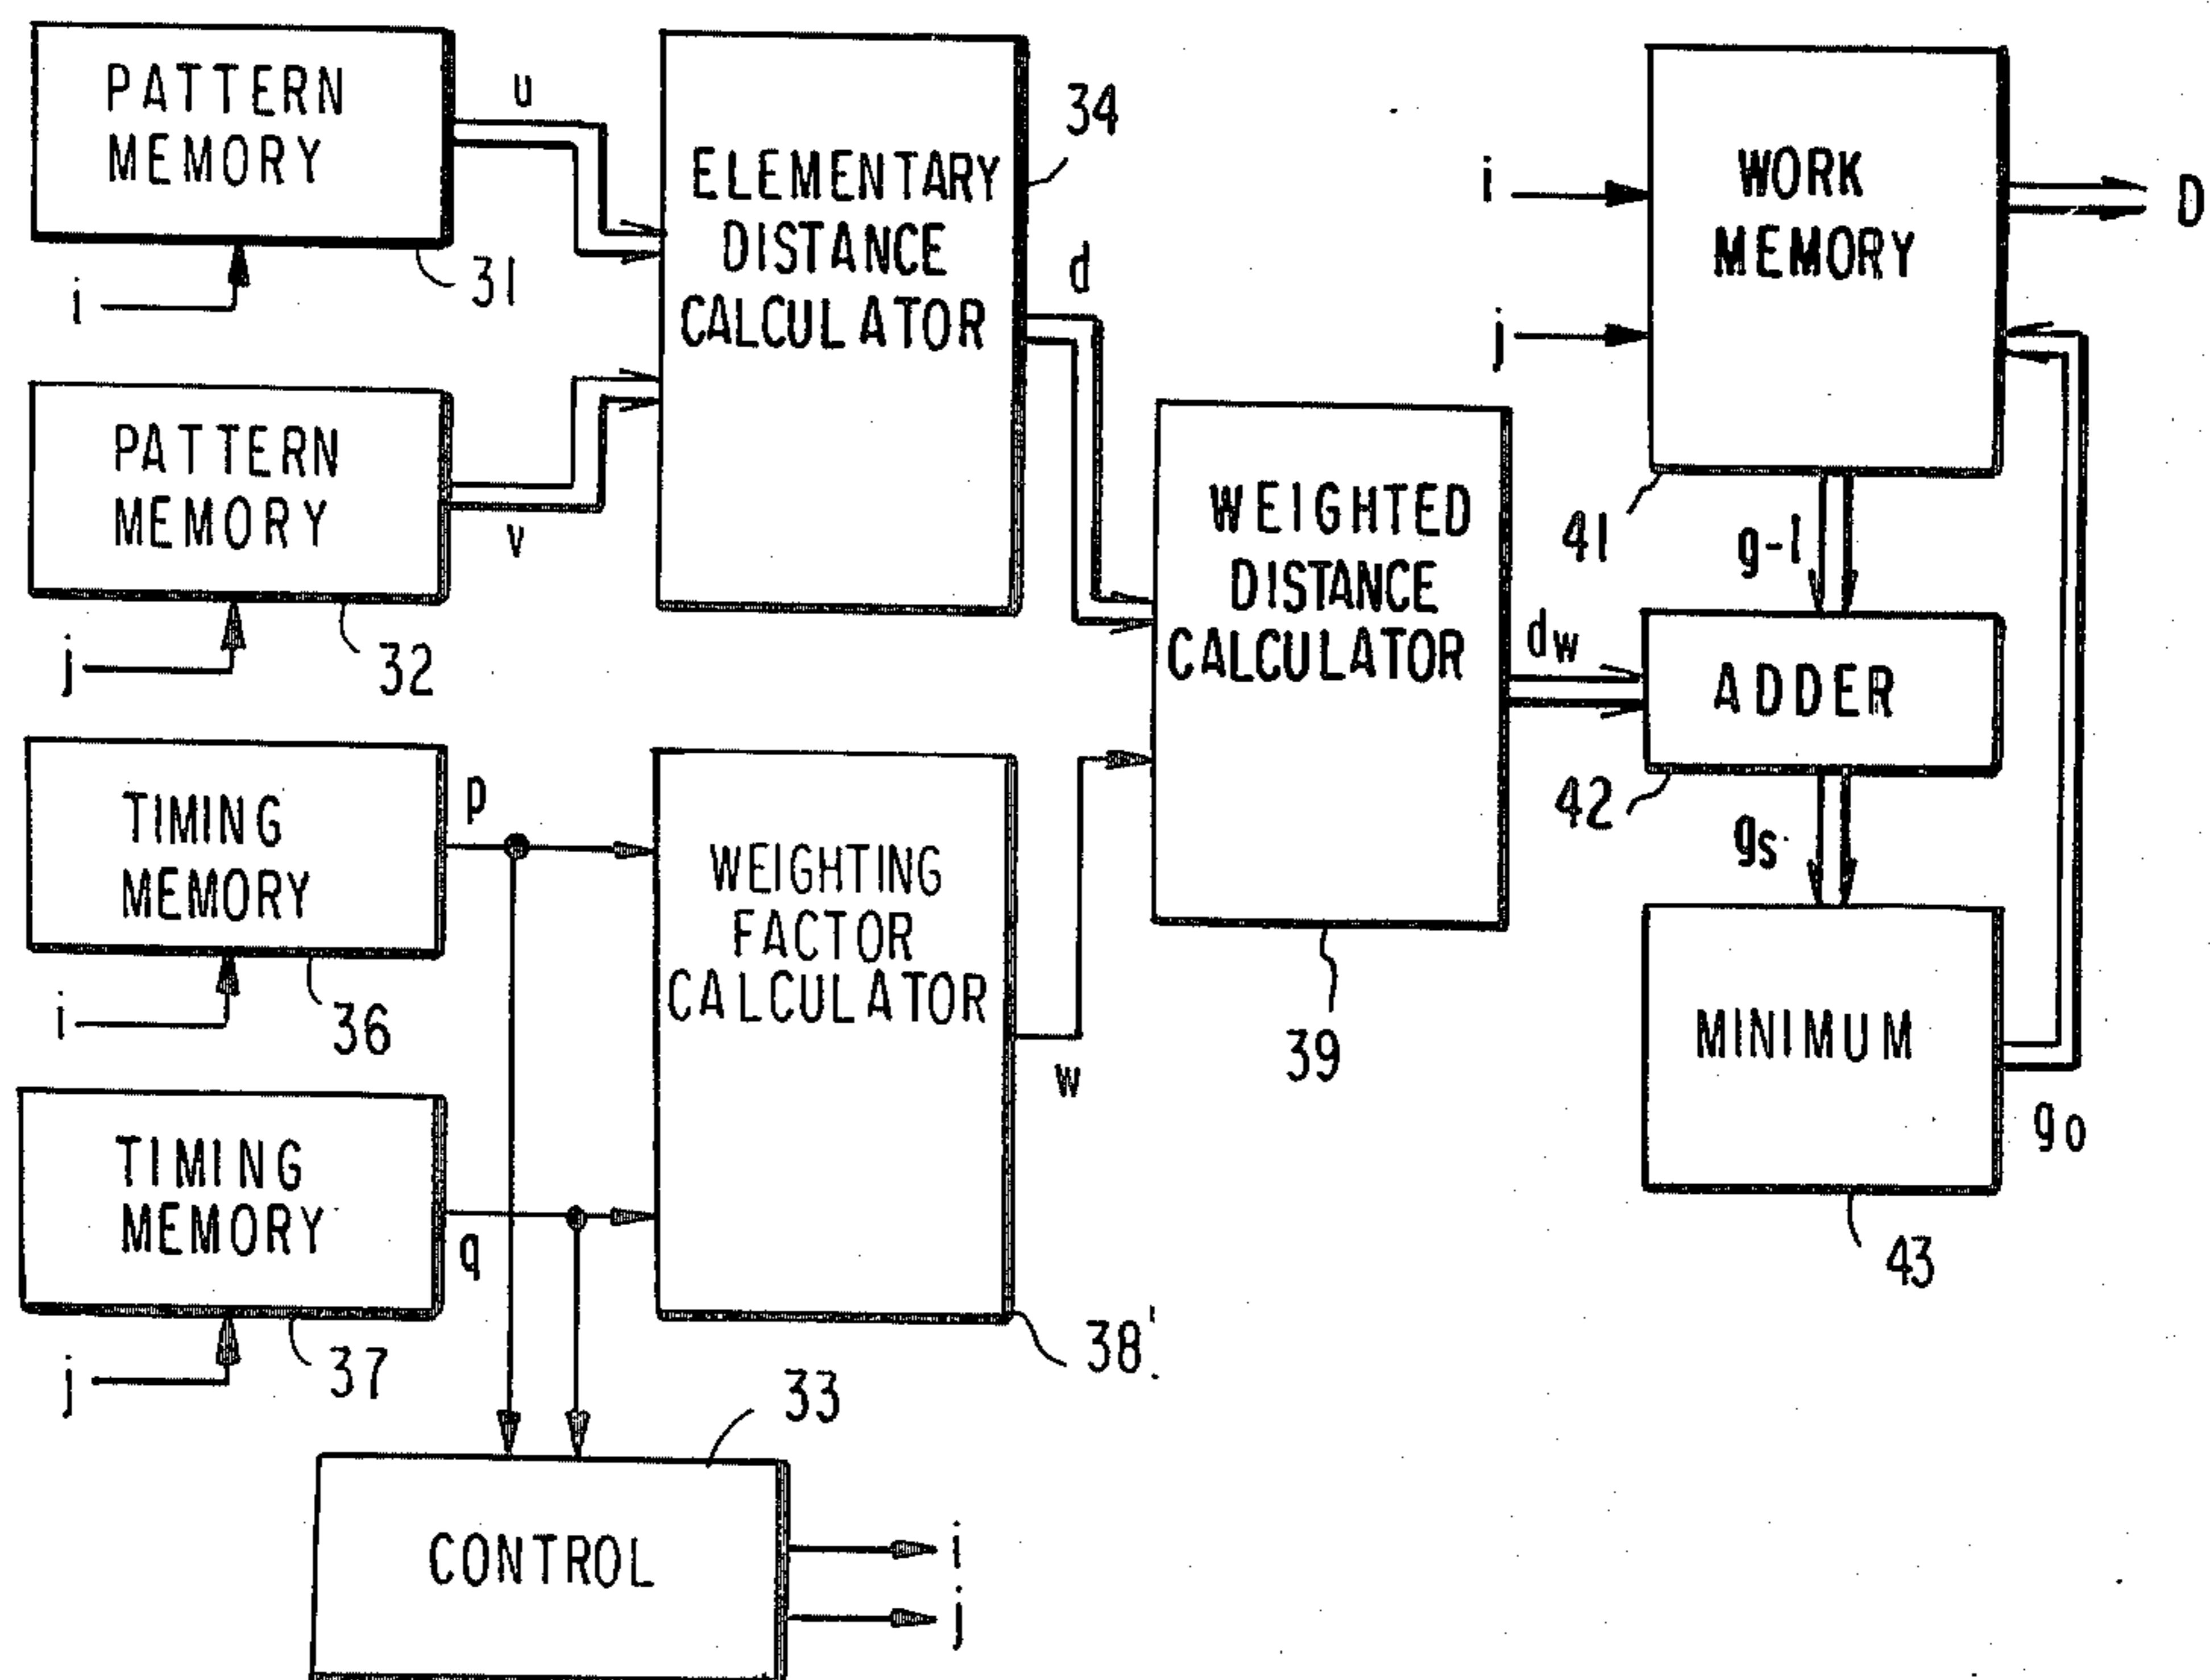 PATTERN
MEMORY
u
i
31
PATTERN
MEMORY
v
j
32
ELEMENTARY
DISTANCE
CALCULATOR
34
d
TIMING
MEMORY
p
i
36
TIMING
MEMORY
q
j
37
WEIGHTING
FACTOR
CALCULATOR
w
38
WEIGHTED
DISTANCE
CALCULATOR
39
dw
i
j
WORK
MEMORY
D
41
g-1
ADDER
42
gs
MINIMUM
go
43
33
CONTROL
i
j